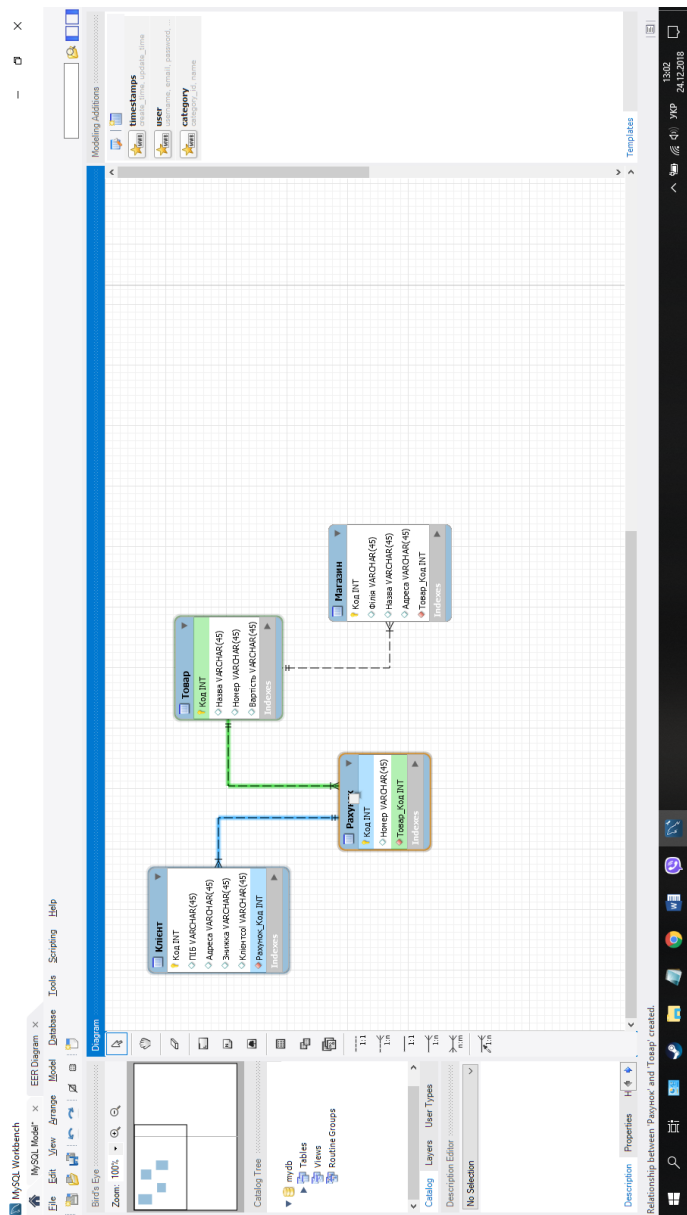 MySQL Workbench
MySQL Model* ×
EER Diagram ×
File Edit View Arrange Model Database Tools Scripting Help
Bird's Eye
Zoom: 100%
Diagram
Modeling Additions
timestamps
create_time, update_time
user
username, email, password, ...
category
category_id, name
Клієнт
Код INT
ПІБ VARCHAR(45)
Адреса VARCHAR(45)
Знижка VARCHAR(45)
Клієнтcol VARCHAR(45)
Рахунок_Код INT
Indexes
Товар
Код INT
Назва VARCHAR(45)
Номер VARCHAR(45)
Вартість VARCHAR(45)
Indexes
Рахунок
Код INT
Номер VARCHAR(45)
Товар_Код INT
Indexes
Магазин
Код INT
Філія VARCHAR(45)
Назва VARCHAR(45)
Адреса VARCHAR(45)
Товар_Код INT
Indexes
1:1
1:n
1:1
1:n
n:m
1:n
Catalog Tree
mydb
Tables
Views
Routine Groups
Catalog Layers User Types
Description Editor
No Selection
Description Properties H
Templates
Relationship between 'Рахунок' and 'Товар' created.
УКР
13:02
24.12.2018